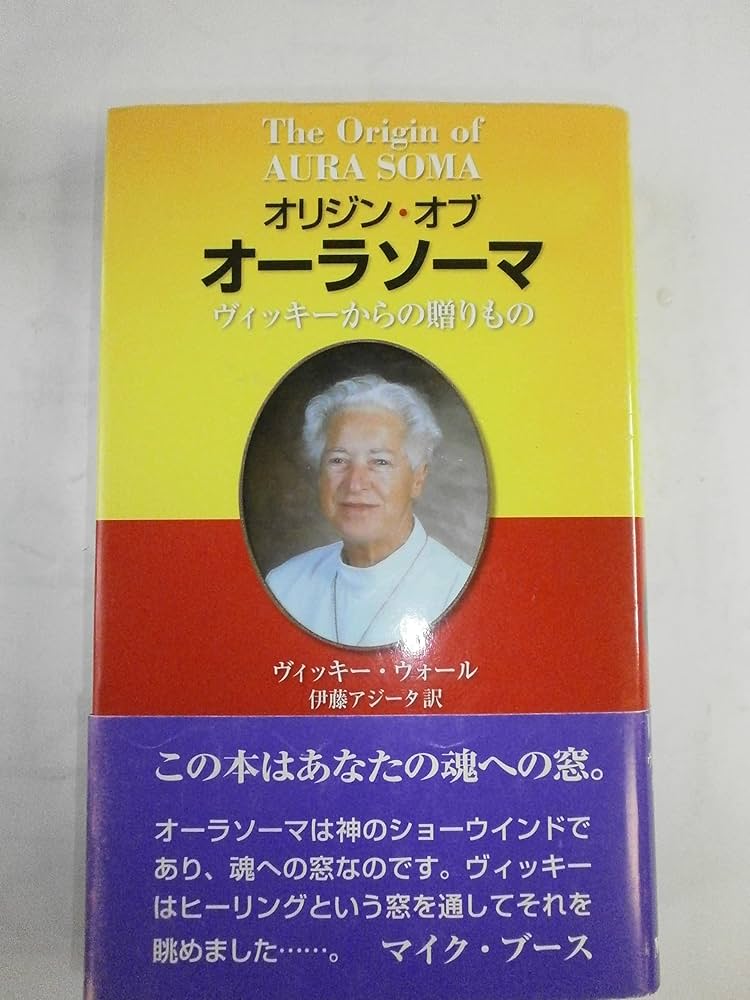 The Origin of
AURA SOMA
オリジン・オブ
オーラソーマ
ヴィッキーからの贈りもの
ヴィッキー・ウォール
伊藤アジータ訳
この本はあなたの魂への窓。
オーラソーマは神のショーウインドで
あり、魂への窓なのです。ヴィッキー
はヒーリングという窓を通してそれを
眺めました……。 マイク・ブース